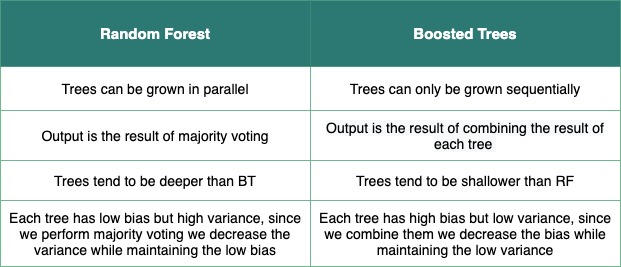 Random Forest
Boosted Trees
Trees can be grown in parallel
Trees can only be grown sequentially
Output is the result of majority voting
Output is the result of combining the result of
each tree
Trees tend to be deeper than BT
Trees tend to be shallower than RF
Each tree has low bias but high variance, since
we perform majority voting we decrease the
variance while maintaining the low bias
Each tree has high bias but low variance, since
we combine them we decrease the bias while
maintaining the low variance